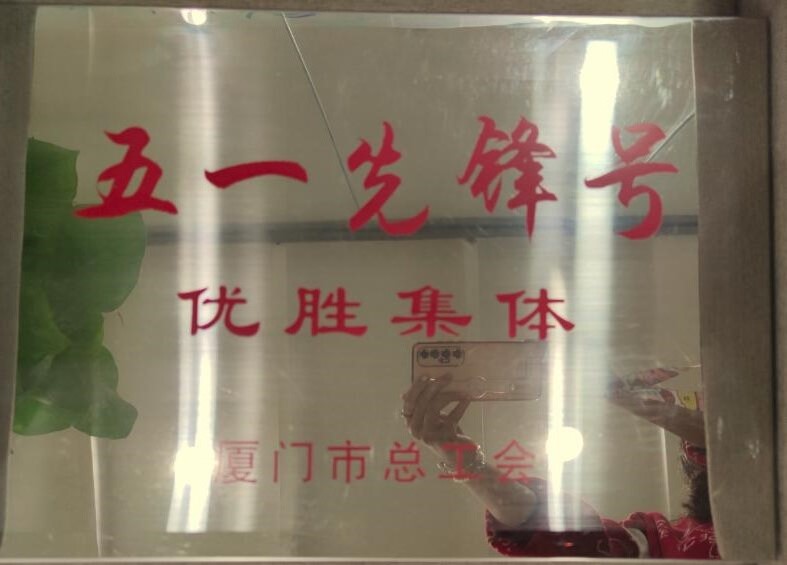 五一先锋号
优胜集体
厦门市总工会